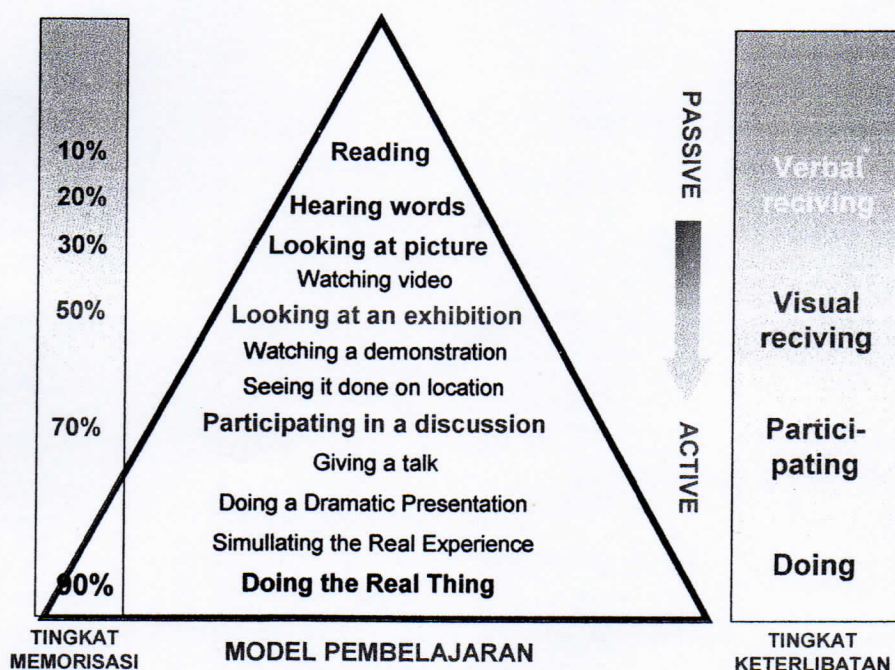 10%
20%
30%
50%
70%
90%
TINGKAT
MEMORISASI
Reading
Hearing words
Looking at picture
Watching video
Looking at an exhibition
Watching a demonstration
Seeing it done on location
Participating in a discussion
Giving a talk
Doing a Dramatic Presentation
Simullating the Real Experience
Doing the Real Thing
MODEL PEMBELAJARAN
PASSIVE
ACTIVE
Verbal
reciving
Visual
reciving
Partici-
pating
Doing
TINGKAT
KETERLIBATAN